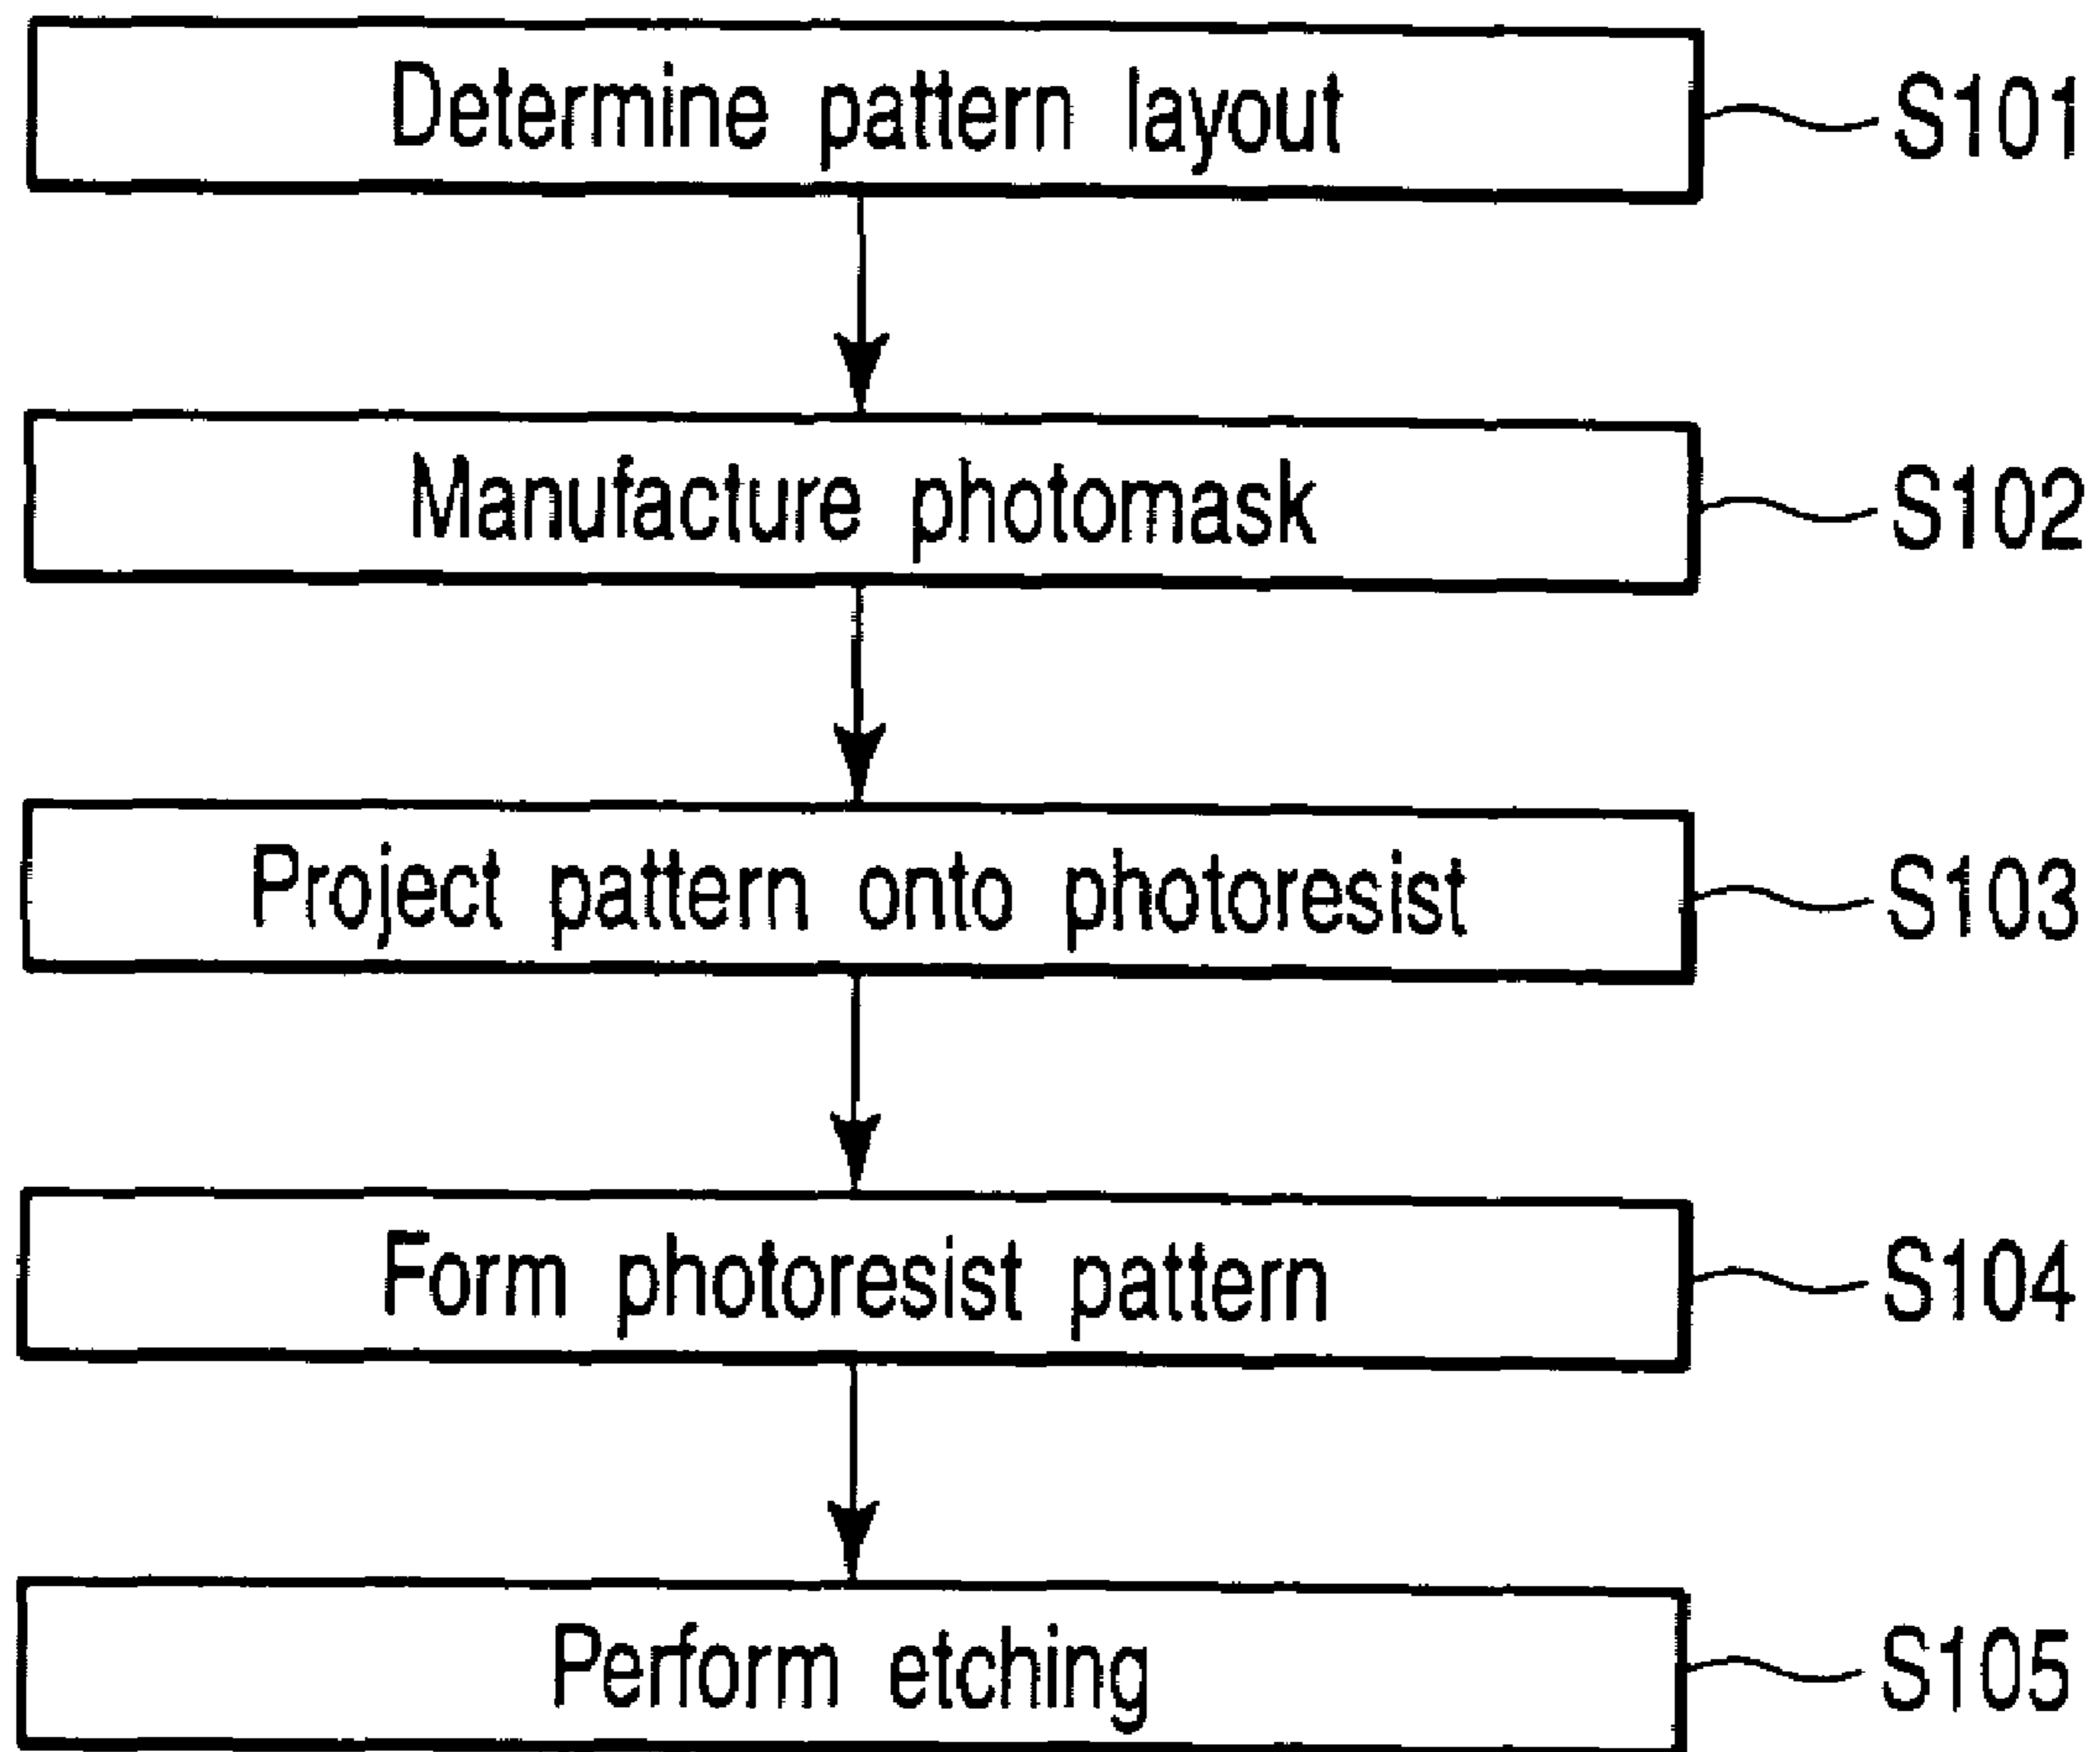 Determine pattern layout S101
Manufacture photomask S102
Project pattern onto photoresist S103
Form photoresist pattern S104
Perform etching S105